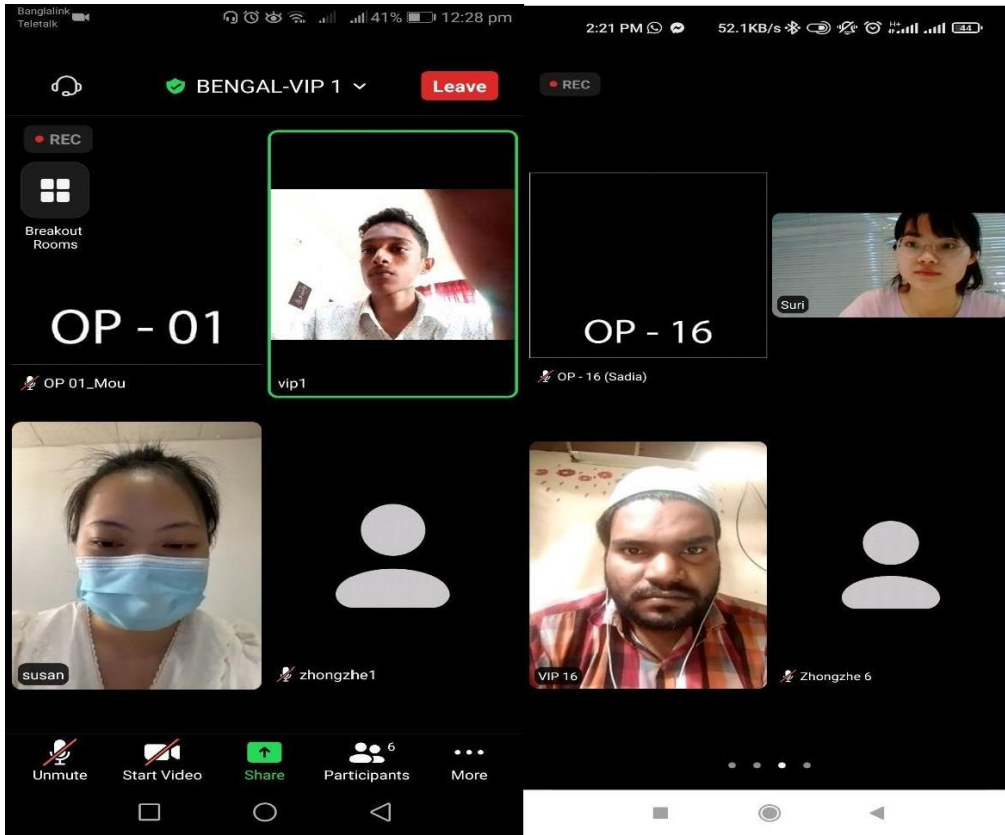 Banglalink
Teletalk
41% 12:28 pm
BENGAL-VIP 1
Leave
REC
Breakout
Rooms
OP - 01
OP 01_Mou
vip1
susan
zhongzhe1
Unmute
Start Video
Share
Participants
6
More
2:21 PM
52.1KB/s
44
REC
OP - 16
OP - 16 (Sadia)
Suri
VIP 16
Zhongzhe 6